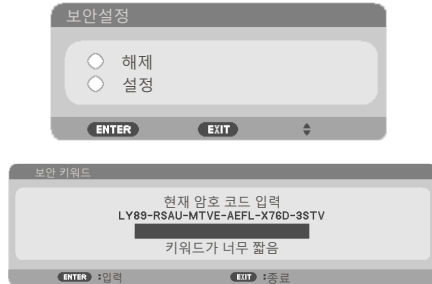 보안설정
해제
설정
ENTER EXIT
보안 키워드
현재 암호 코드 입력
LY89-RSAU-MTVE-AEFL-X76D-3STV
키워드가 너무 짧음
ENTER :입력 EXIT :종료